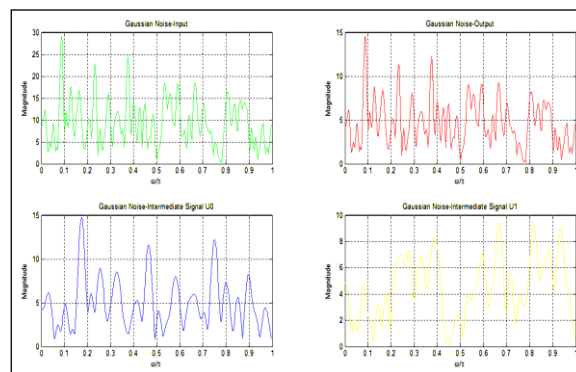 Gaussian Noise-Input
Magnitude
30
25
20
15
10
5
0
0 0.1 0.2 0.3 0.4 0.5 0.6 0.7 0.8 0.9 1
ω/π
Gaussian Noise-Output
Magnitude
15
10
5
0
0 0.1 0.2 0.3 0.4 0.5 0.6 0.7 0.8 0.9 1
ω/π
Gaussian Noise-Intermediate Signal U0
Magnitude
15
10
5
0
0 0.1 0.2 0.3 0.4 0.5 0.6 0.7 0.8 0.9 1
ω/π
Gaussian Noise-Intermediate Signal U1
Magnitude
10
8
6
4
2
0
0 0.1 0.2 0.3 0.4 0.5 0.6 0.7 0.8 0.9 1
ω/π